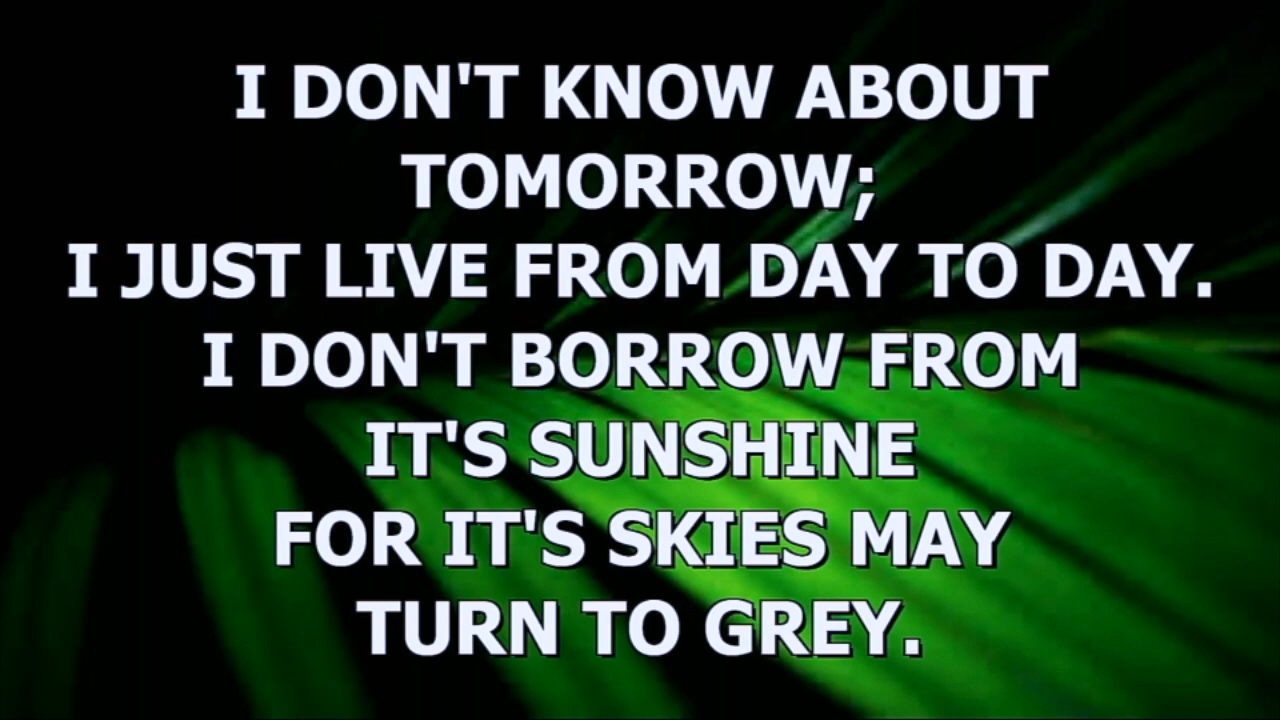 I DON'T KNOW ABOUT
TOMORROW;
I JUST LIVE FROM DAY TO DAY.
I DON'T BORROW FROM
IT'S SUNSHINE
FOR IT'S SKIES MAY
TURN TO GREY.